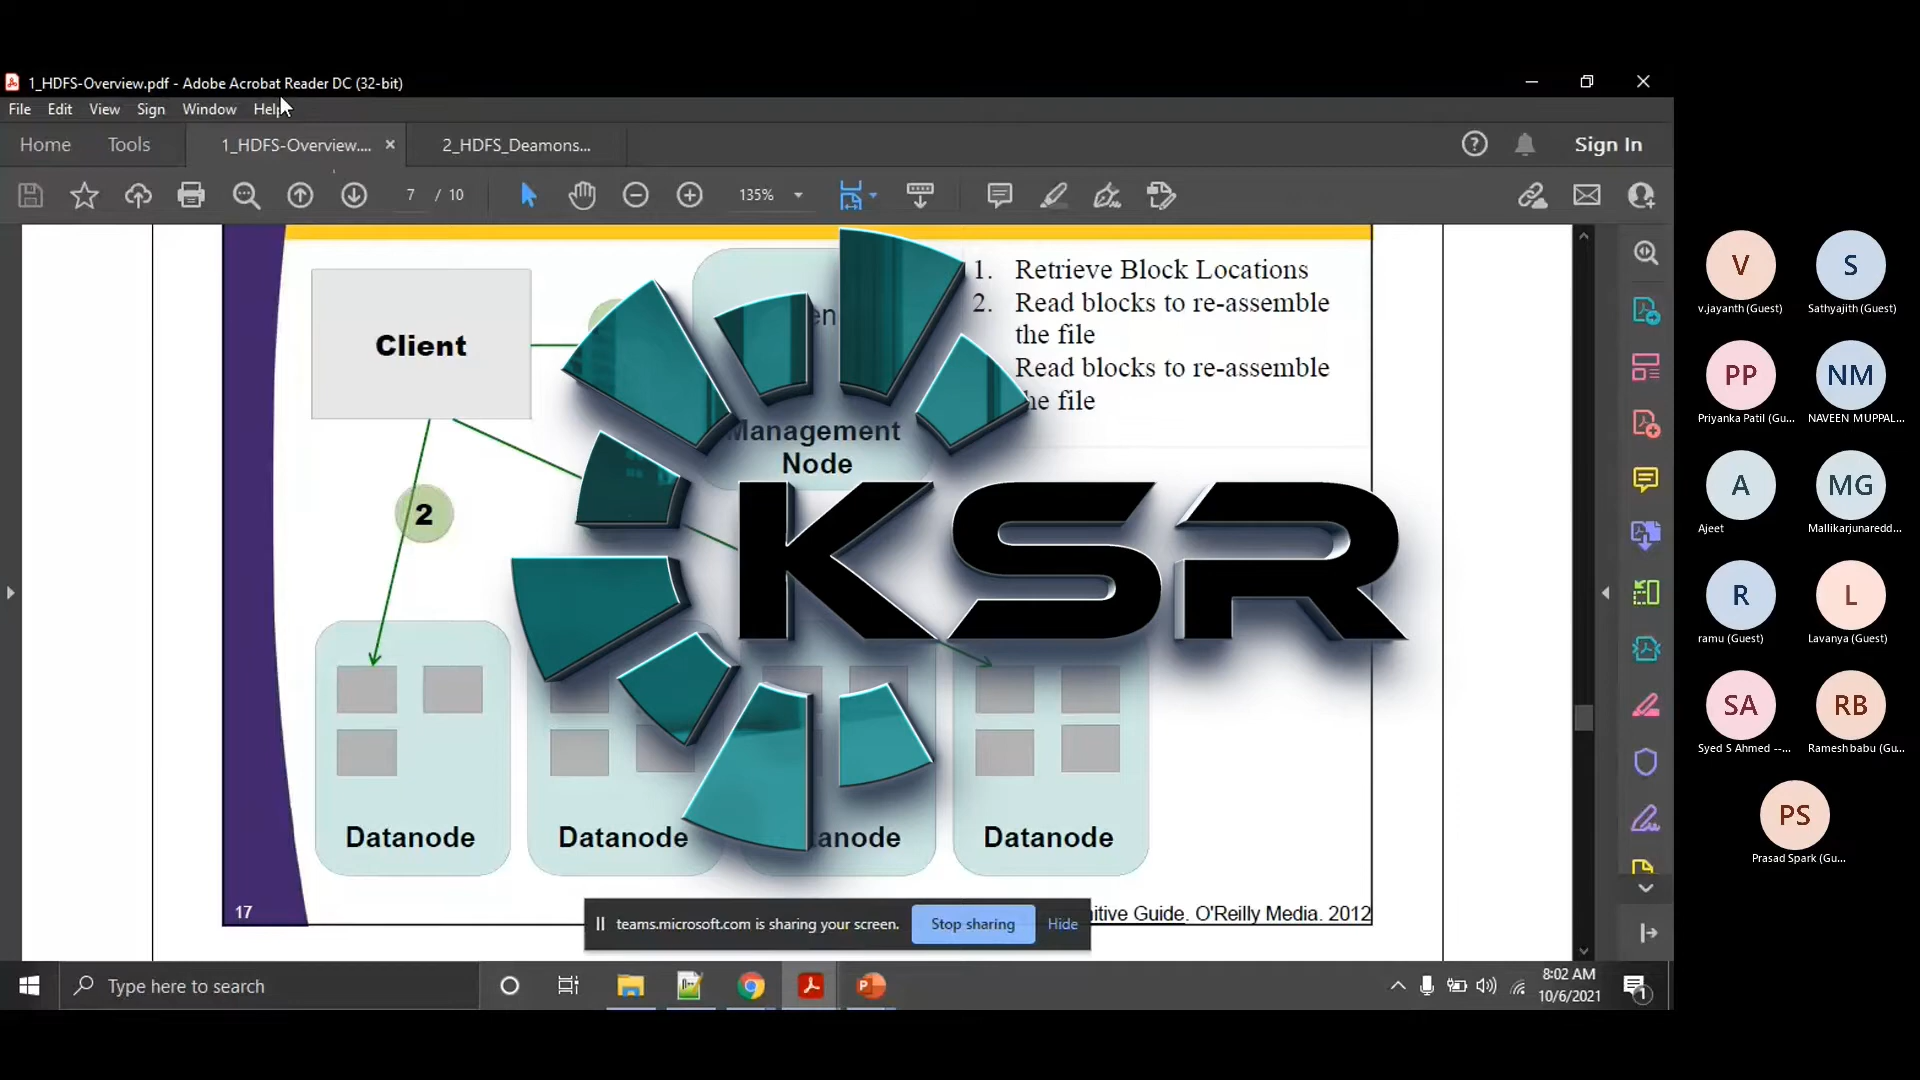 1_HDFS-Overview.pdf - Adobe Acrobat Reader DC (32-bit)
File Edit View Sign Window Help
Home Tools 1_HDFS-Overview.... × 2_HDFS_Deamons... Sign In
7 / 10 135%
Client
1. Retrieve Block Locations
2. Read blocks to re-assemble
the file
Read blocks to re-assemble
the file
Management
Node
2
KSR
Datanode Datanode Datanode
17
Guide. O'Reilly Media. 2012
teams.microsoft.com is sharing your screen. Stop sharing Hide
Type here to search
8:02 AM
10/6/2021
1
V S
v.jayanth (Guest) Sathyajith (Guest)
PP NM
Priyanka Patil (Gu... NAVEEN MUPPAL...
A MG
Ajeet Mallikarjunaredd...
R L
ramu (Guest) Lavanya (Guest)
SA RB
Syed S Ahmed --... Rameshbabu (Gu...
PS
Prasad Spark (Gu...